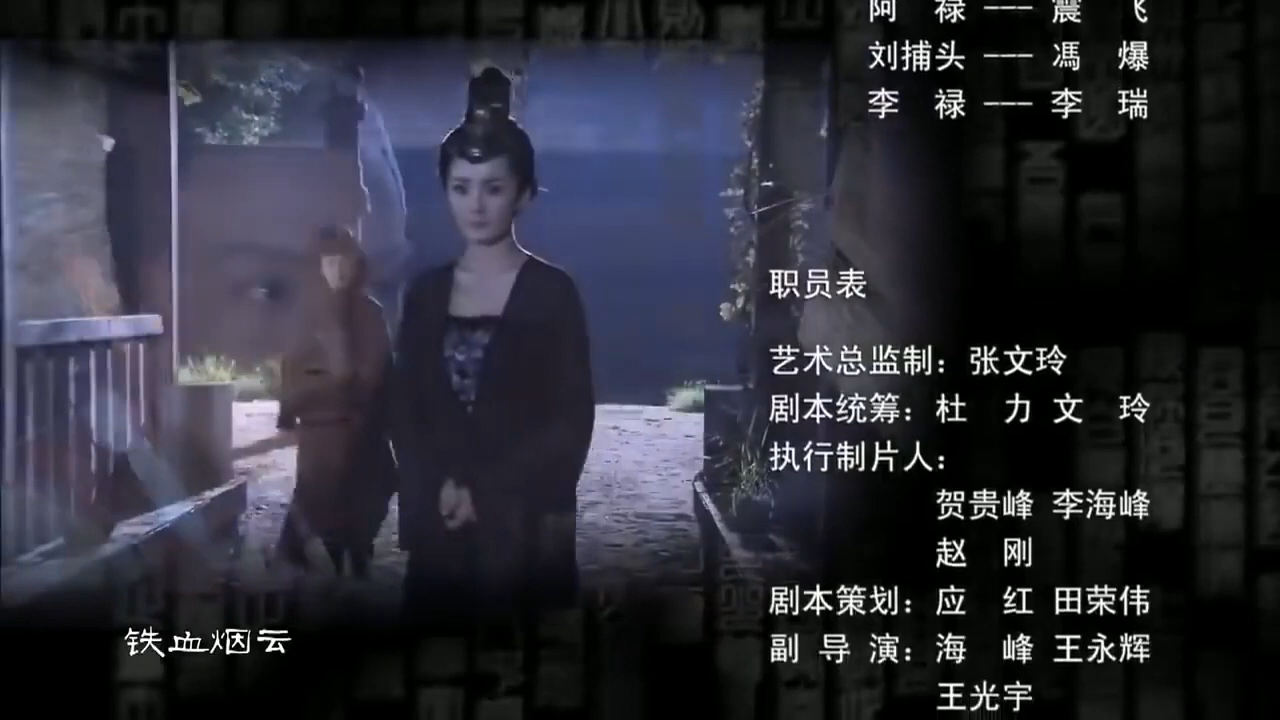 阿　禄 --- 震　飞
刘捕头 --- 馮　爆
李　禄 --- 李　瑞
职员表
艺术总监制：张文玲
剧本统筹：杜　力 文　玲
执行制片人：
贺贵峰 李海峰
赵　刚
剧本策划：应　红 田荣伟
副 导 演：海　峰 王永辉
王光宇
铁血烟云